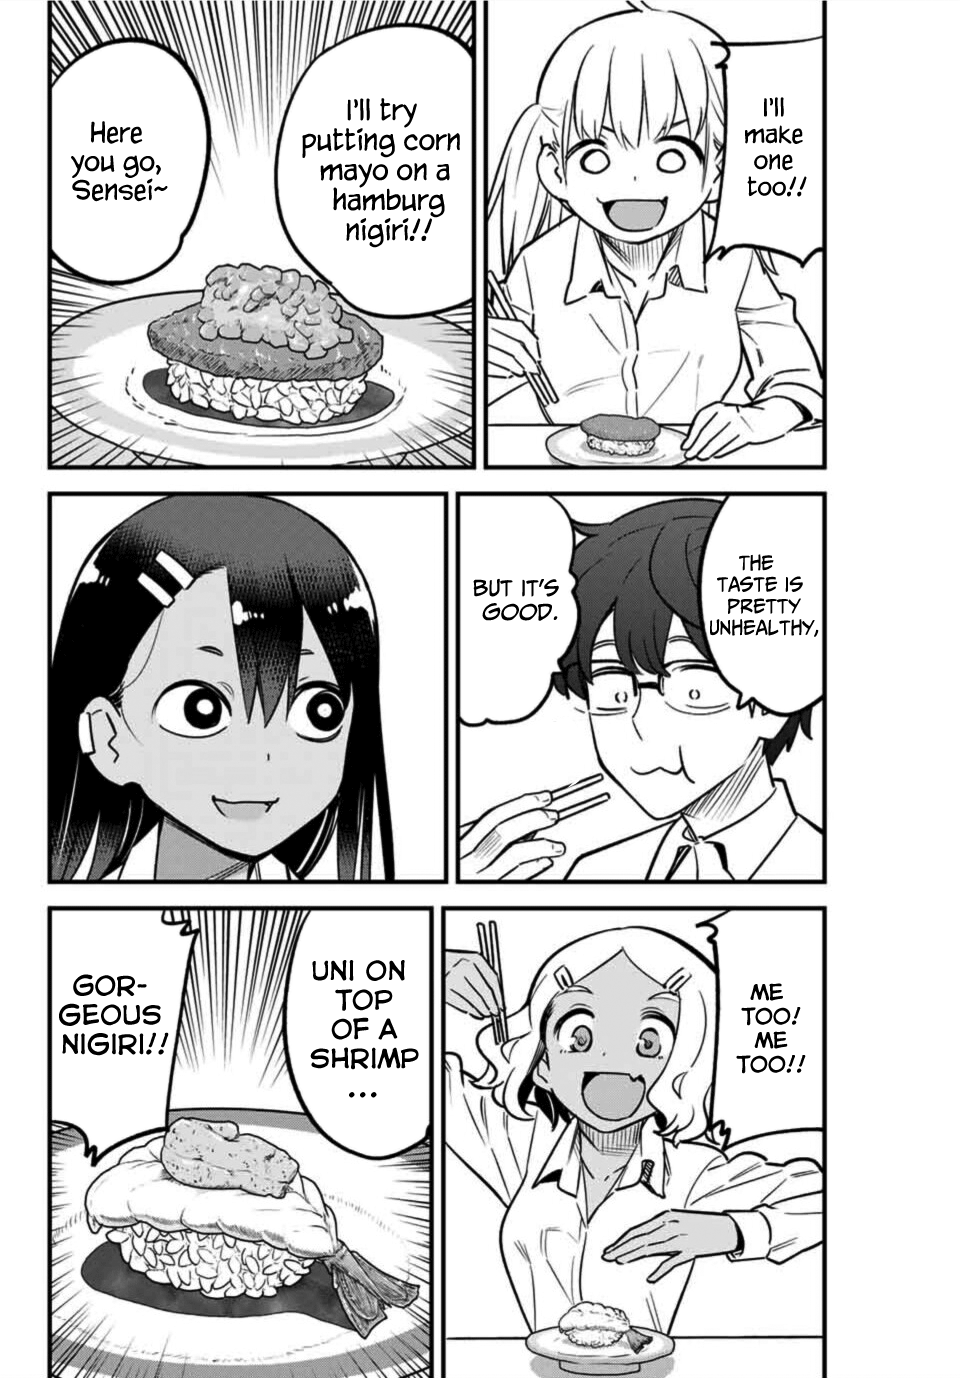 I'll
make
one
too!!
I'll try
putting corn
mayo on a
hamburg
nigiri!!
Here
you go,
Sensei~
THE
TASTE IS
PRETTY
UNHEALTHY,
BUT IT'S
GOOD.
ME
TOO!
ME
TOO!!
UNI ON
TOP
OF A
SHRIMP
...
GOR-
GEOUS
NIGIRI!!